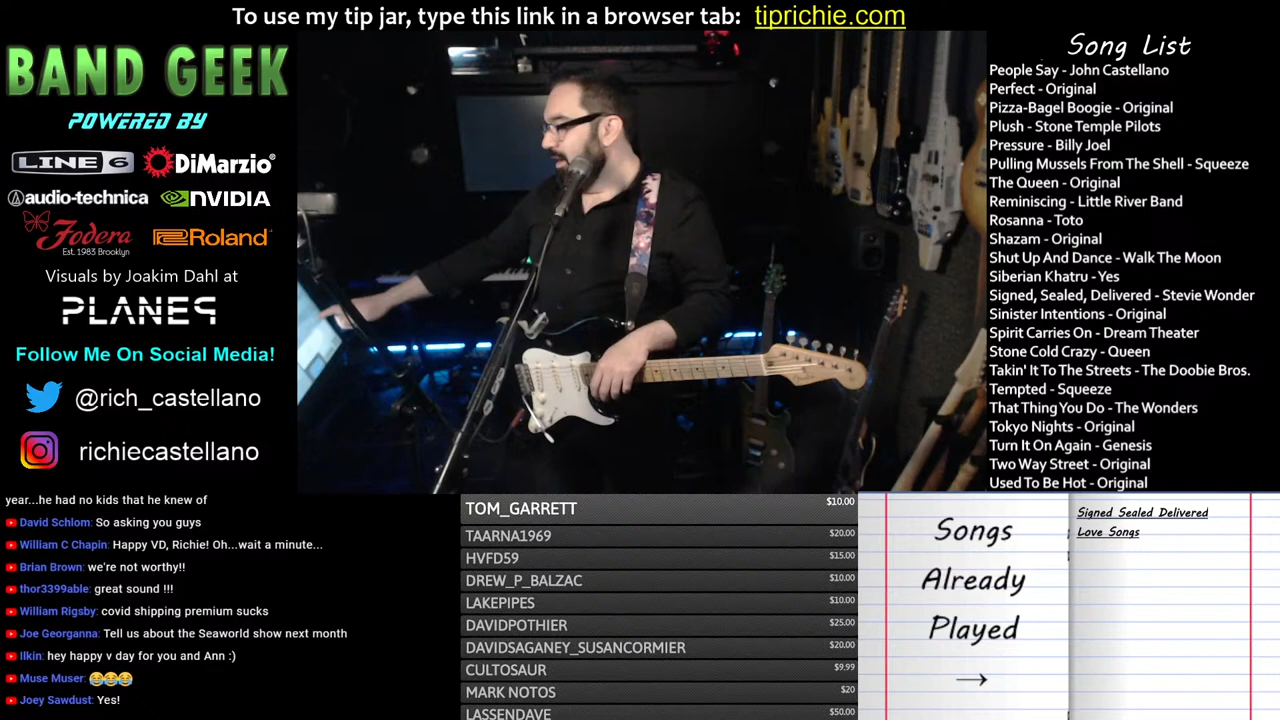 To use my tip jar, type this link in a browser tab: tiprichie.com
BAND GEEK
POWERED BY
LINE 6
DiMarzio
audio-technica
NVIDIA
Fodera
Est. 1983 Brooklyn
Roland
Visuals by Joakim Dahl at
PLANE9
Follow Me On Social Media!
@rich_castellano
richiecastellano
Song List
People Say - John Castellano
Perfect - Original
Pizza-Bagel Boogie - Original
Plush - Stone Temple Pilots
Pressure - Billy Joel
Pulling Mussels From The Shell - Squeeze
The Queen - Original
Reminiscing - Little River Band
Rosanna - Toto
Shazam - Original
Shut Up And Dance - Walk The Moon
Siberian Khatru - Yes
Signed, Sealed, Delivered - Stevie Wonder
Sinister Intentions - Original
Spirit Carries On - Dream Theater
Stone Cold Crazy - Queen
Takin' It To The Streets - The Doobie Bros.
Tempted - Squeeze
That Thing You Do - The Wonders
Tokyo Nights - Original
Turn It On Again - Genesis
Two Way Street - Original
Used To Be Hot - Original
year...he had no kids that he knew of
David Schlom: So asking you guys
William C Chapin: Happy VD, Richie! Oh...wait a minute...
Brian Brown: we're not worthy!!
thor3399able: great sound !!!
William Rigsby: covid shipping premium sucks
Joe Georganna: Tell us about the Seaworld show next month
Ilkin: hey happy v day for you and Ann :)
Muse Muser: 😂😂😂
Joey Sawdust: Yes!
TOM_GARRETT $10.00
TAARNA1969 $20.00
HVFD59 $15.00
DREW_P_BALZAC $10.00
LAKEPIPES $10.00
DAVIDPOTHIER $25.00
DAVIDSAGANEY_SUSANCORMIER $20.00
CULTOSAUR $9.99
MARK NOTOS $20
LASSENDAVE $50.00
Songs
Already
Played
→
Signed Sealed Delivered
Love Songs